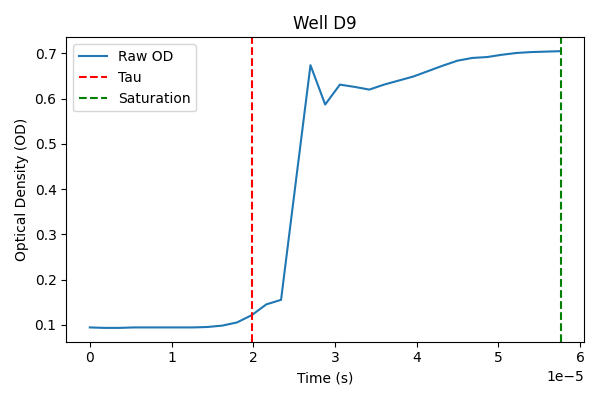 Well D9
Raw OD
Tau
Saturation
Optical Density (OD)
0.7
0.6
0.5
0.4
0.3
0.2
0.1
0 1 2 3 4 5 6
1e−5
Time (s)